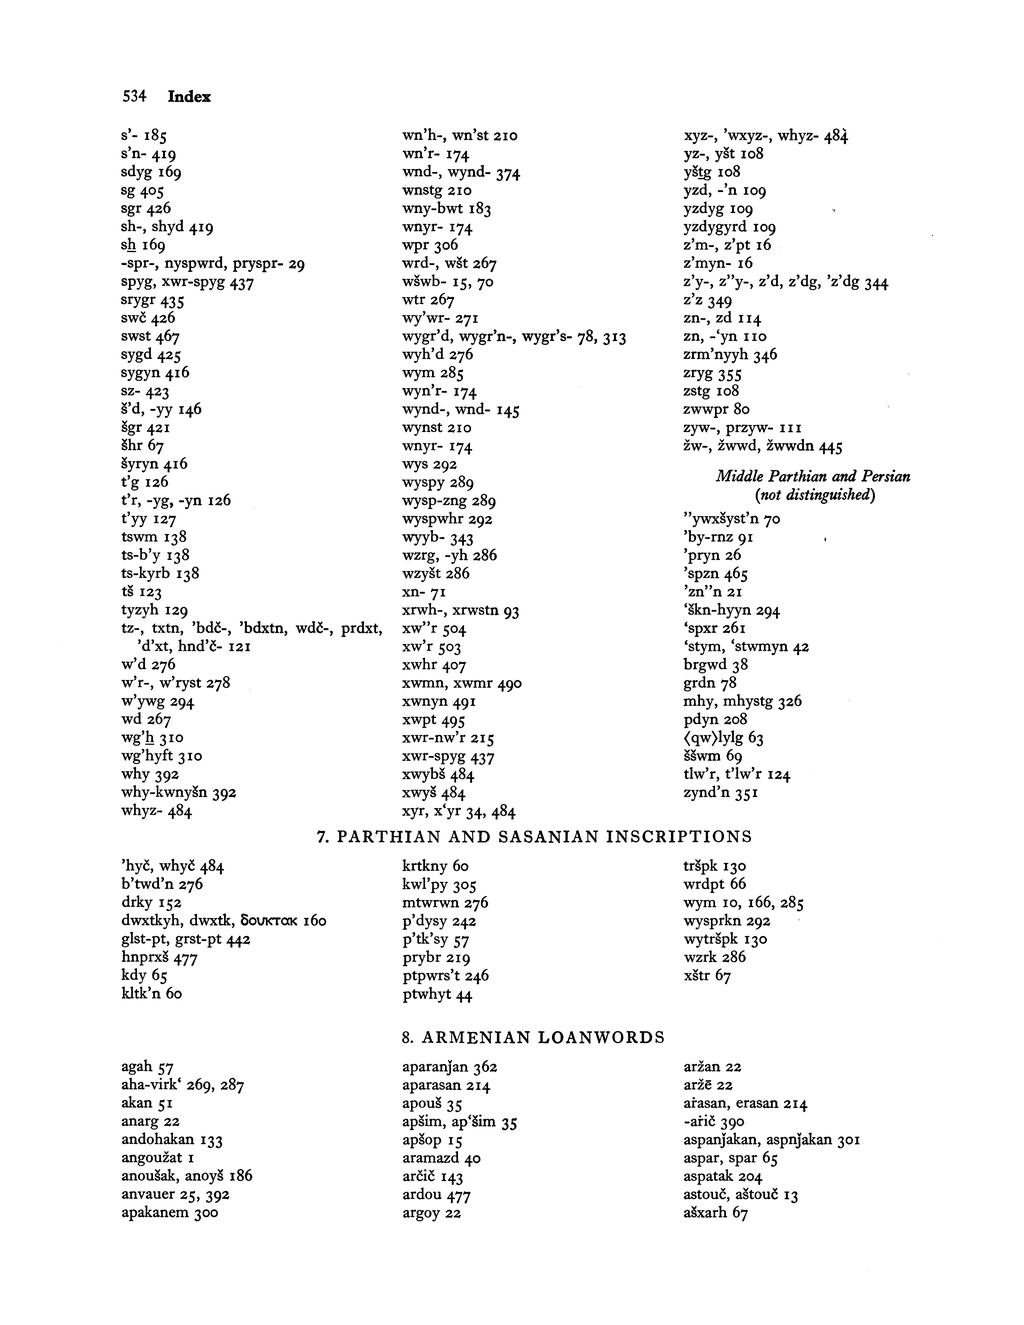 534 Index
s’- 185
s’n- 419
sdyg 169
sg 405
sgr 426
sh-, shyd 419
sẖ 169
-spr-, nyspwrd, pryspr- 29
spyg, xwr-spyg 437
srygr 435
swč 426
swst 467
sygd 425
sygyn 416
sz- 423
š’d, -yy 146
šgr 421
šhr 67
šyryn 416
t’g 126
t’r, -yg, -yn 126
t’yy 127
tswm 138
ts-b’y 138
ts-kyrb 138
tš 123
tyzyh 129
tz-, txtn, ’bdč-, ’bdxtn, wdč-, prdxt,
’d’xt, hnd’č- 121
w’d 276
w’r-, w’ryst 278
w’ywg 294
wd 267
wg’ẖ 310
wg’hyft 310
why 392
why-kwnyšn 392
whyz- 484
wn’h-, wn’st 210
wn’r- 174
wnd-, wynd- 374
wnstg 210
wny-bwt 183
wnyr- 174
wpr 306
wrd-, wšt 267
wšwb- 15, 70
wtr 267
wy’wr- 271
wygr’d, wygr’n-, wygr’s- 78, 313
wyh’d 276
wym 285
wyn’r- 174
wynd-, wnd- 145
wynst 210
wnyr- 174
wys 292
wyspy 289
wysp-zng 289
wyspwhr 292
wyyb- 343
wzrg, -yh 286
wzyšt 286
xn- 71
xrwh-, xrwstn 93
xw’’r 504
xw’r 503
xwhr 407
xwmn, xwmr 490
xwnyn 491
xwpt 495
xwr-nw’r 215
xwr-spyg 437
xwybš 484
xwyš 484
xyr, x‘yr 34, 484
xyz-, ’wxyz-, whyz- 484
yz-, yšt 108
yšṯg 108
yzd, -’n 109
yzdyg 109
yzdygyrd 109
z’m-, z’pt 16
z’myn- 16
z’y-, z’’y-, z’d, z’dg, ’z’dg 344
z’z 349
zn-, zd 114
zn, -‘yn 110
zrm’nyyh 346
zryg 355
zstg 108
zwwpr 80
zyw-, przyw- 111
žw-, žwwd, žwwdn 445
Middle Parthian and Persian
(not distinguished)
’’ywxšyst’n 70
’by-rnz 91
’pryn 26
’spzn 465
’zn’’n 21
‘škn-hyyn 294
‘spxr 261
‘stym, ‘stwmyn 42
brgwd 38
grdn 78
mhy, mhystg 326
pdyn 208
⟨qw⟩lylg 63
ššwm 69
tlw’r, t’lw’r 124
zynd’n 351
7. PARTHIAN AND SASANIAN INSCRIPTIONS
’hyč, whyč 484
b’twd’n 276
drky 152
dwxtkyh, dwxtk, δουκτακ 160
glst-pt, grst-pt 442
hnprxš 477
kdy 65
kltk’n 60
krtkny 60
kwl’py 305
mtwrwn 276
p’dysy 242
p’tk’sy 57
prybr 219
ptpwrs’t 246
ptwhyt 44
tršpk 130
wrdpt 66
wym 10, 166, 285
wysprkn 292
wytršpk 130
wzrk 286
xštr 67
8. ARMENIAN LOANWORDS
agah 57
aha-virk‘ 269, 287
akan 51
anarg 22
andohakan 133
angoužat 1
anoušak, anoyš 186
anvauer 25, 392
apakanem 300
aparanǰan 362
aparasan 214
apouš 35
apšim, ap‘šim 35
apšop 15
aramazd 40
arčič 143
ardou 477
argoy 22
aržan 22
aržē 22
aṙasan, erasan 214
-aṙič 390
aspanǰakan, aspnǰakan 301
aspar, spar 65
aspatak 204
astouč, aštouč 13
ašxarh 67